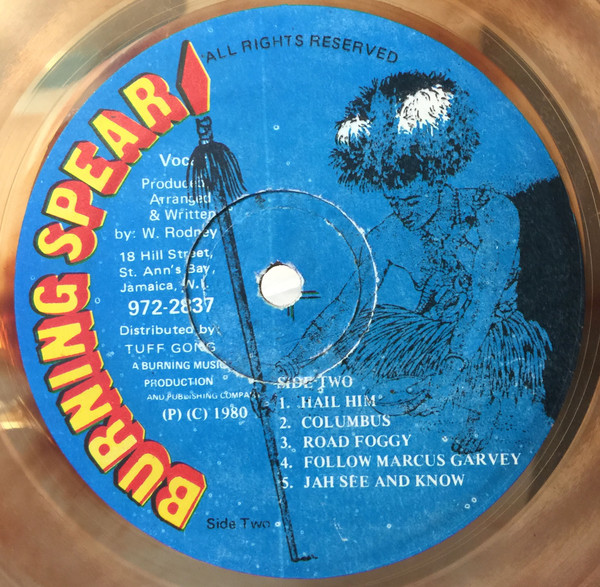 ALL RIGHTS RESERVED
BURNING SPEAR
Produced
Arranged
& Written
by: W. Rodney
18 Hill Street,
St. Ann's Bay,
Jamaica, W.I.
972-2837
Distributed by:
TUFF GONG
A BURNING MUSIC
PRODUCTION
AND PUBLISHING COMPANY
(P) (C) 1980
SIDE TWO
1. HAIL HIM
2. COLUMBUS
3. ROAD FOGGY
4. FOLLOW MARCUS GARVEY
5. JAH SEE AND KNOW
Side Two